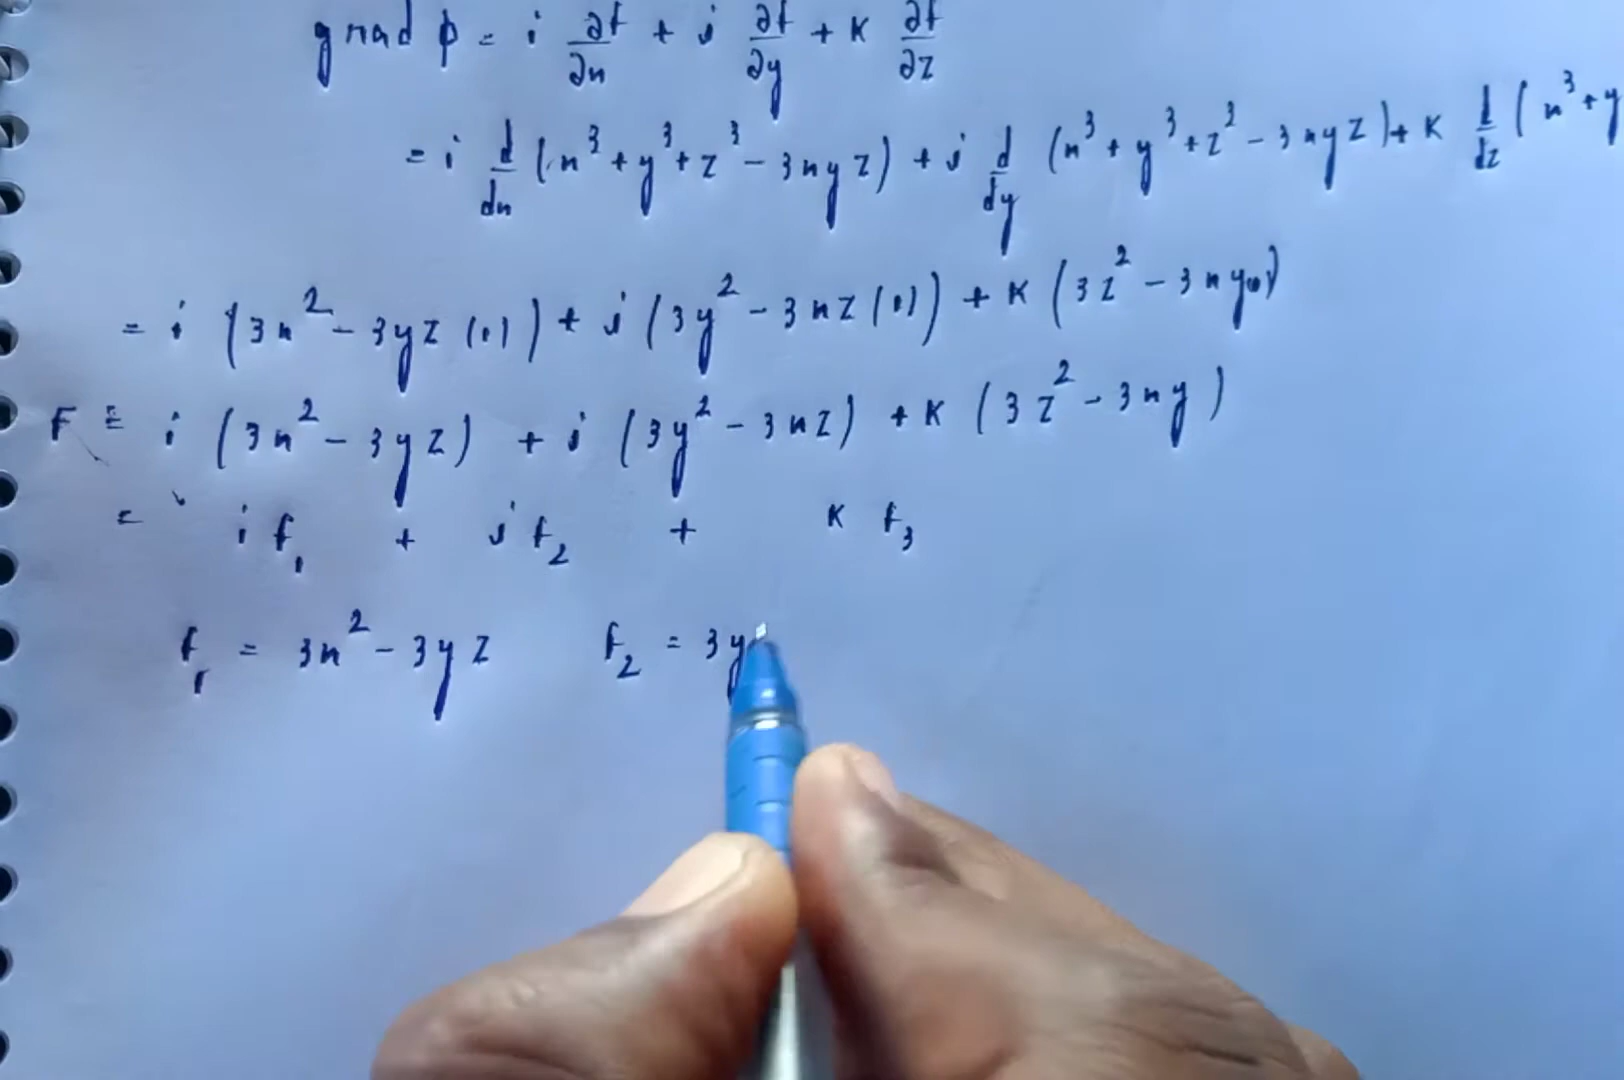 grad ϕ = i ∂f/∂x + j ∂f/∂y + k ∂f/∂z
= i d/dx (x³ + y³ + z³ - 3xyz) + j d/dy (x³ + y³ + z³ - 3xyz) + k d/dz (x³ + y
= i (3x² - 3yz(1)) + j (3y² - 3xz(1)) + k (3z² - 3xy(1))
F = i (3x² - 3yz) + j (3y² - 3xz) + k (3z² - 3xy)
= i f₁ + j f₂ + k f₃
f₁ = 3x² - 3yz f₂ = 3y